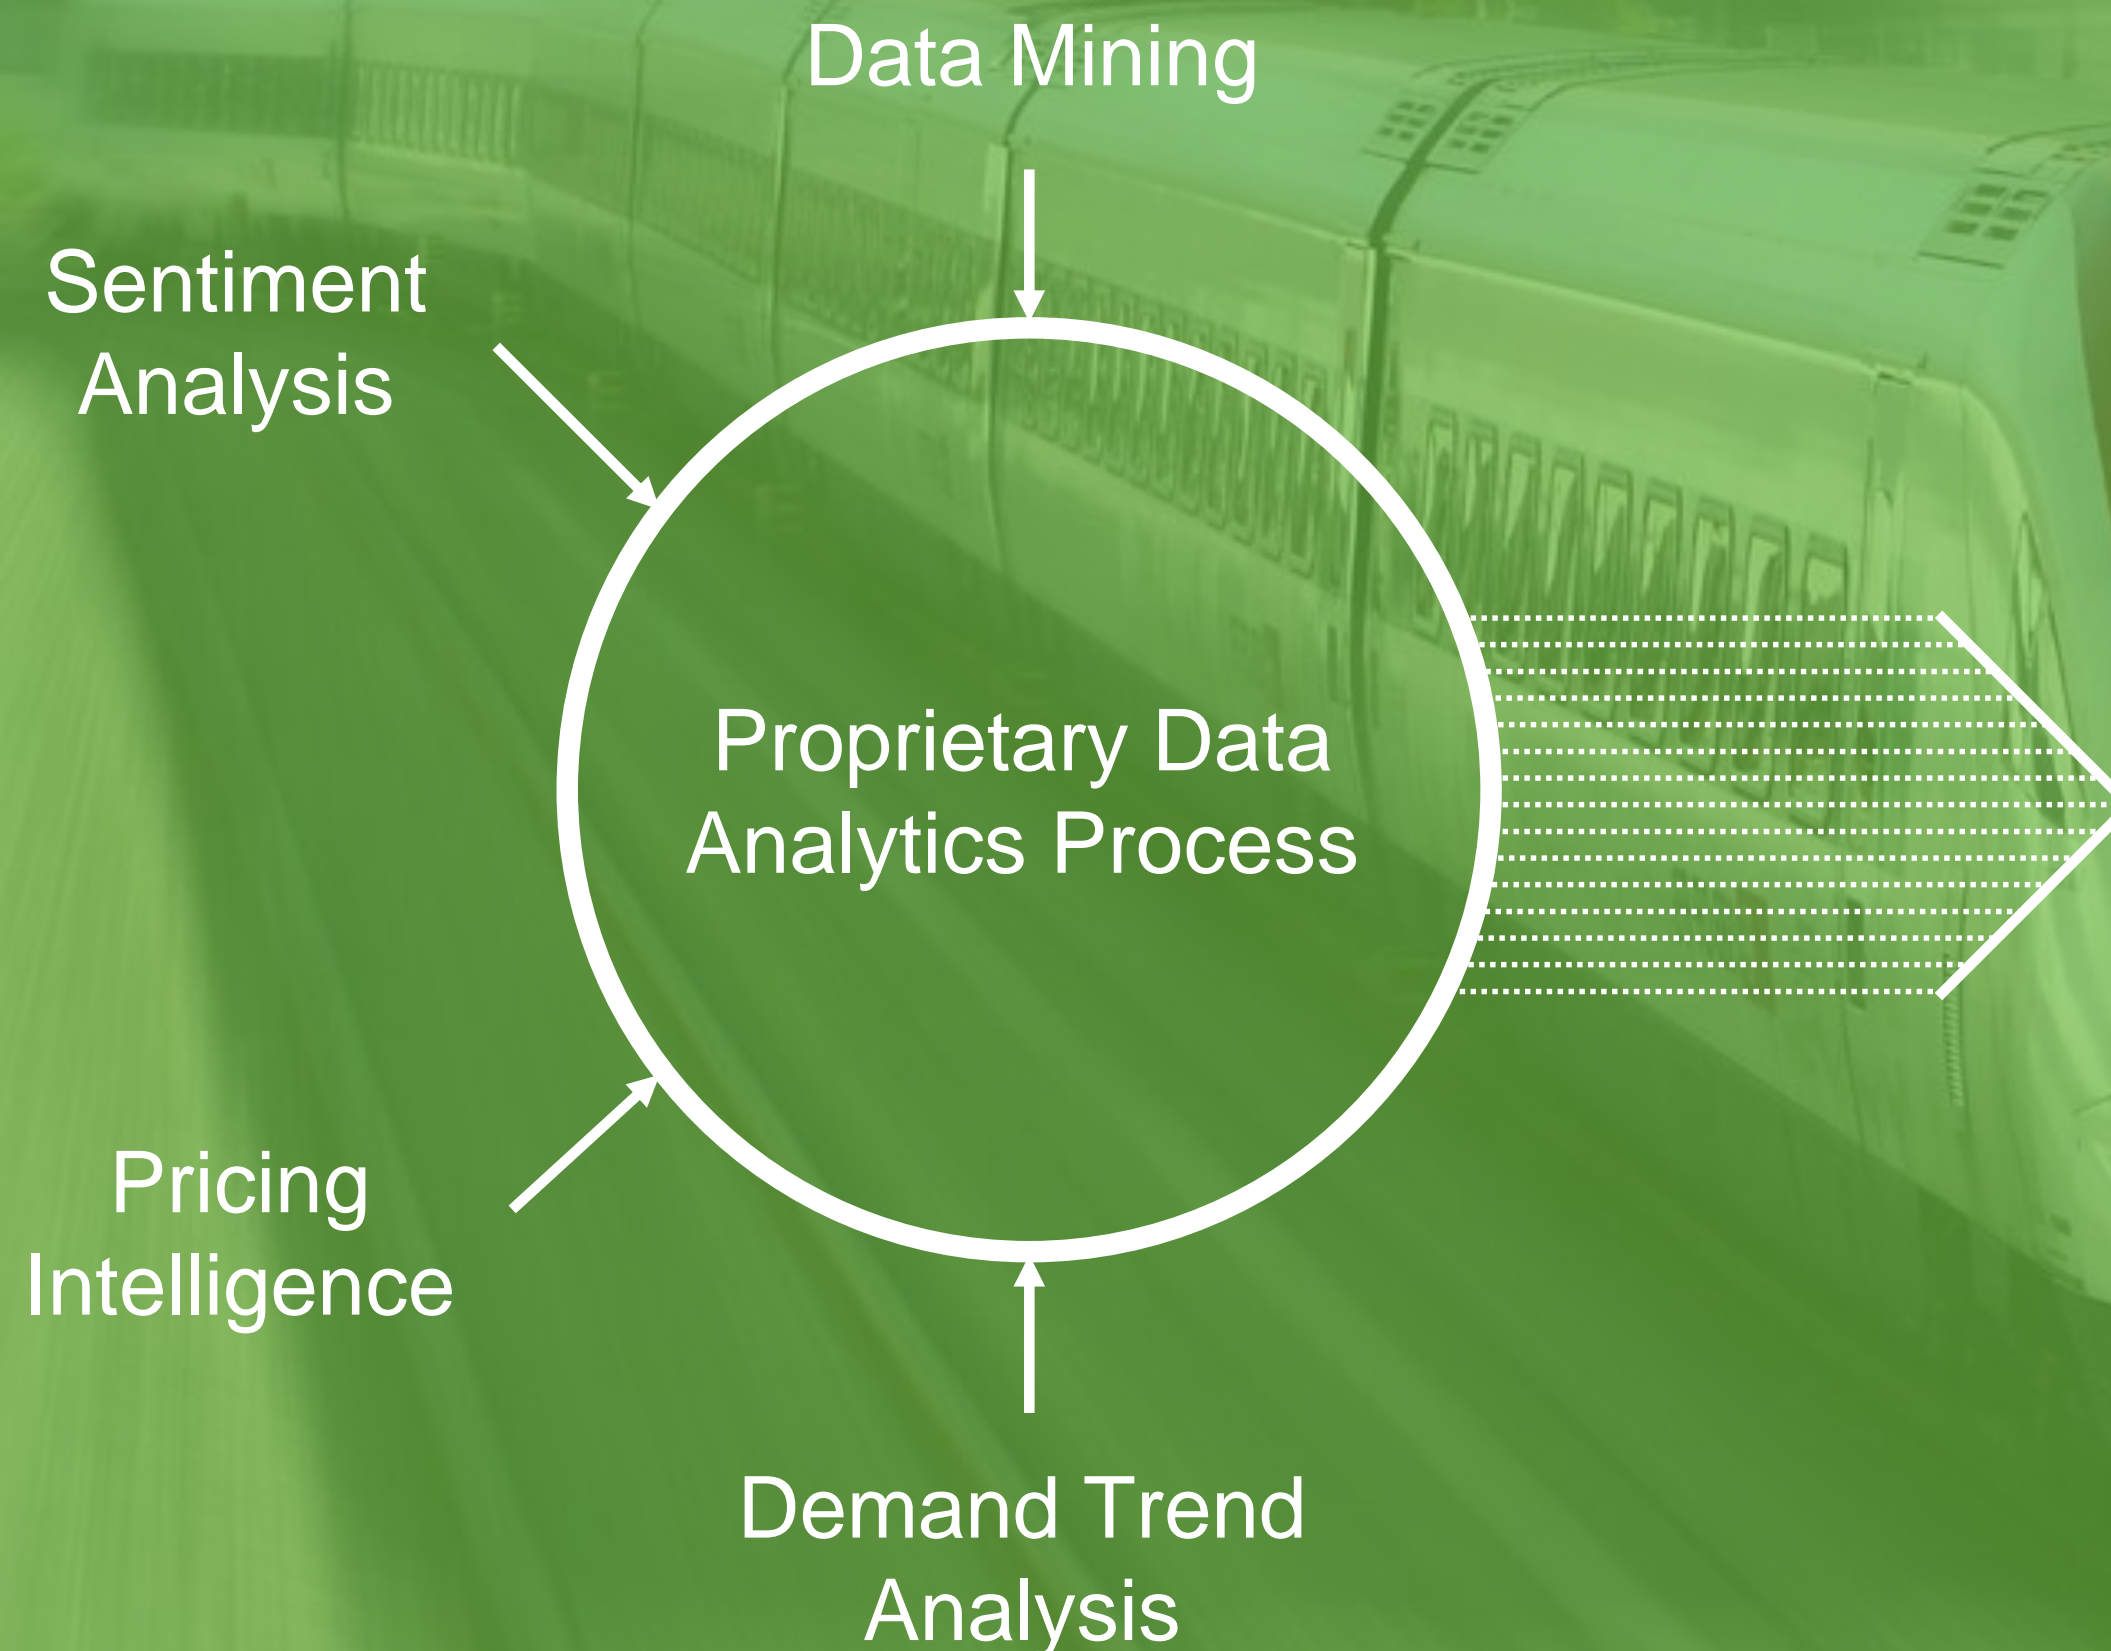 Data Mining
Sentiment
Analysis
Proprietary Data
Analytics Process
Pricing
Intelligence
Demand Trend
Analysis